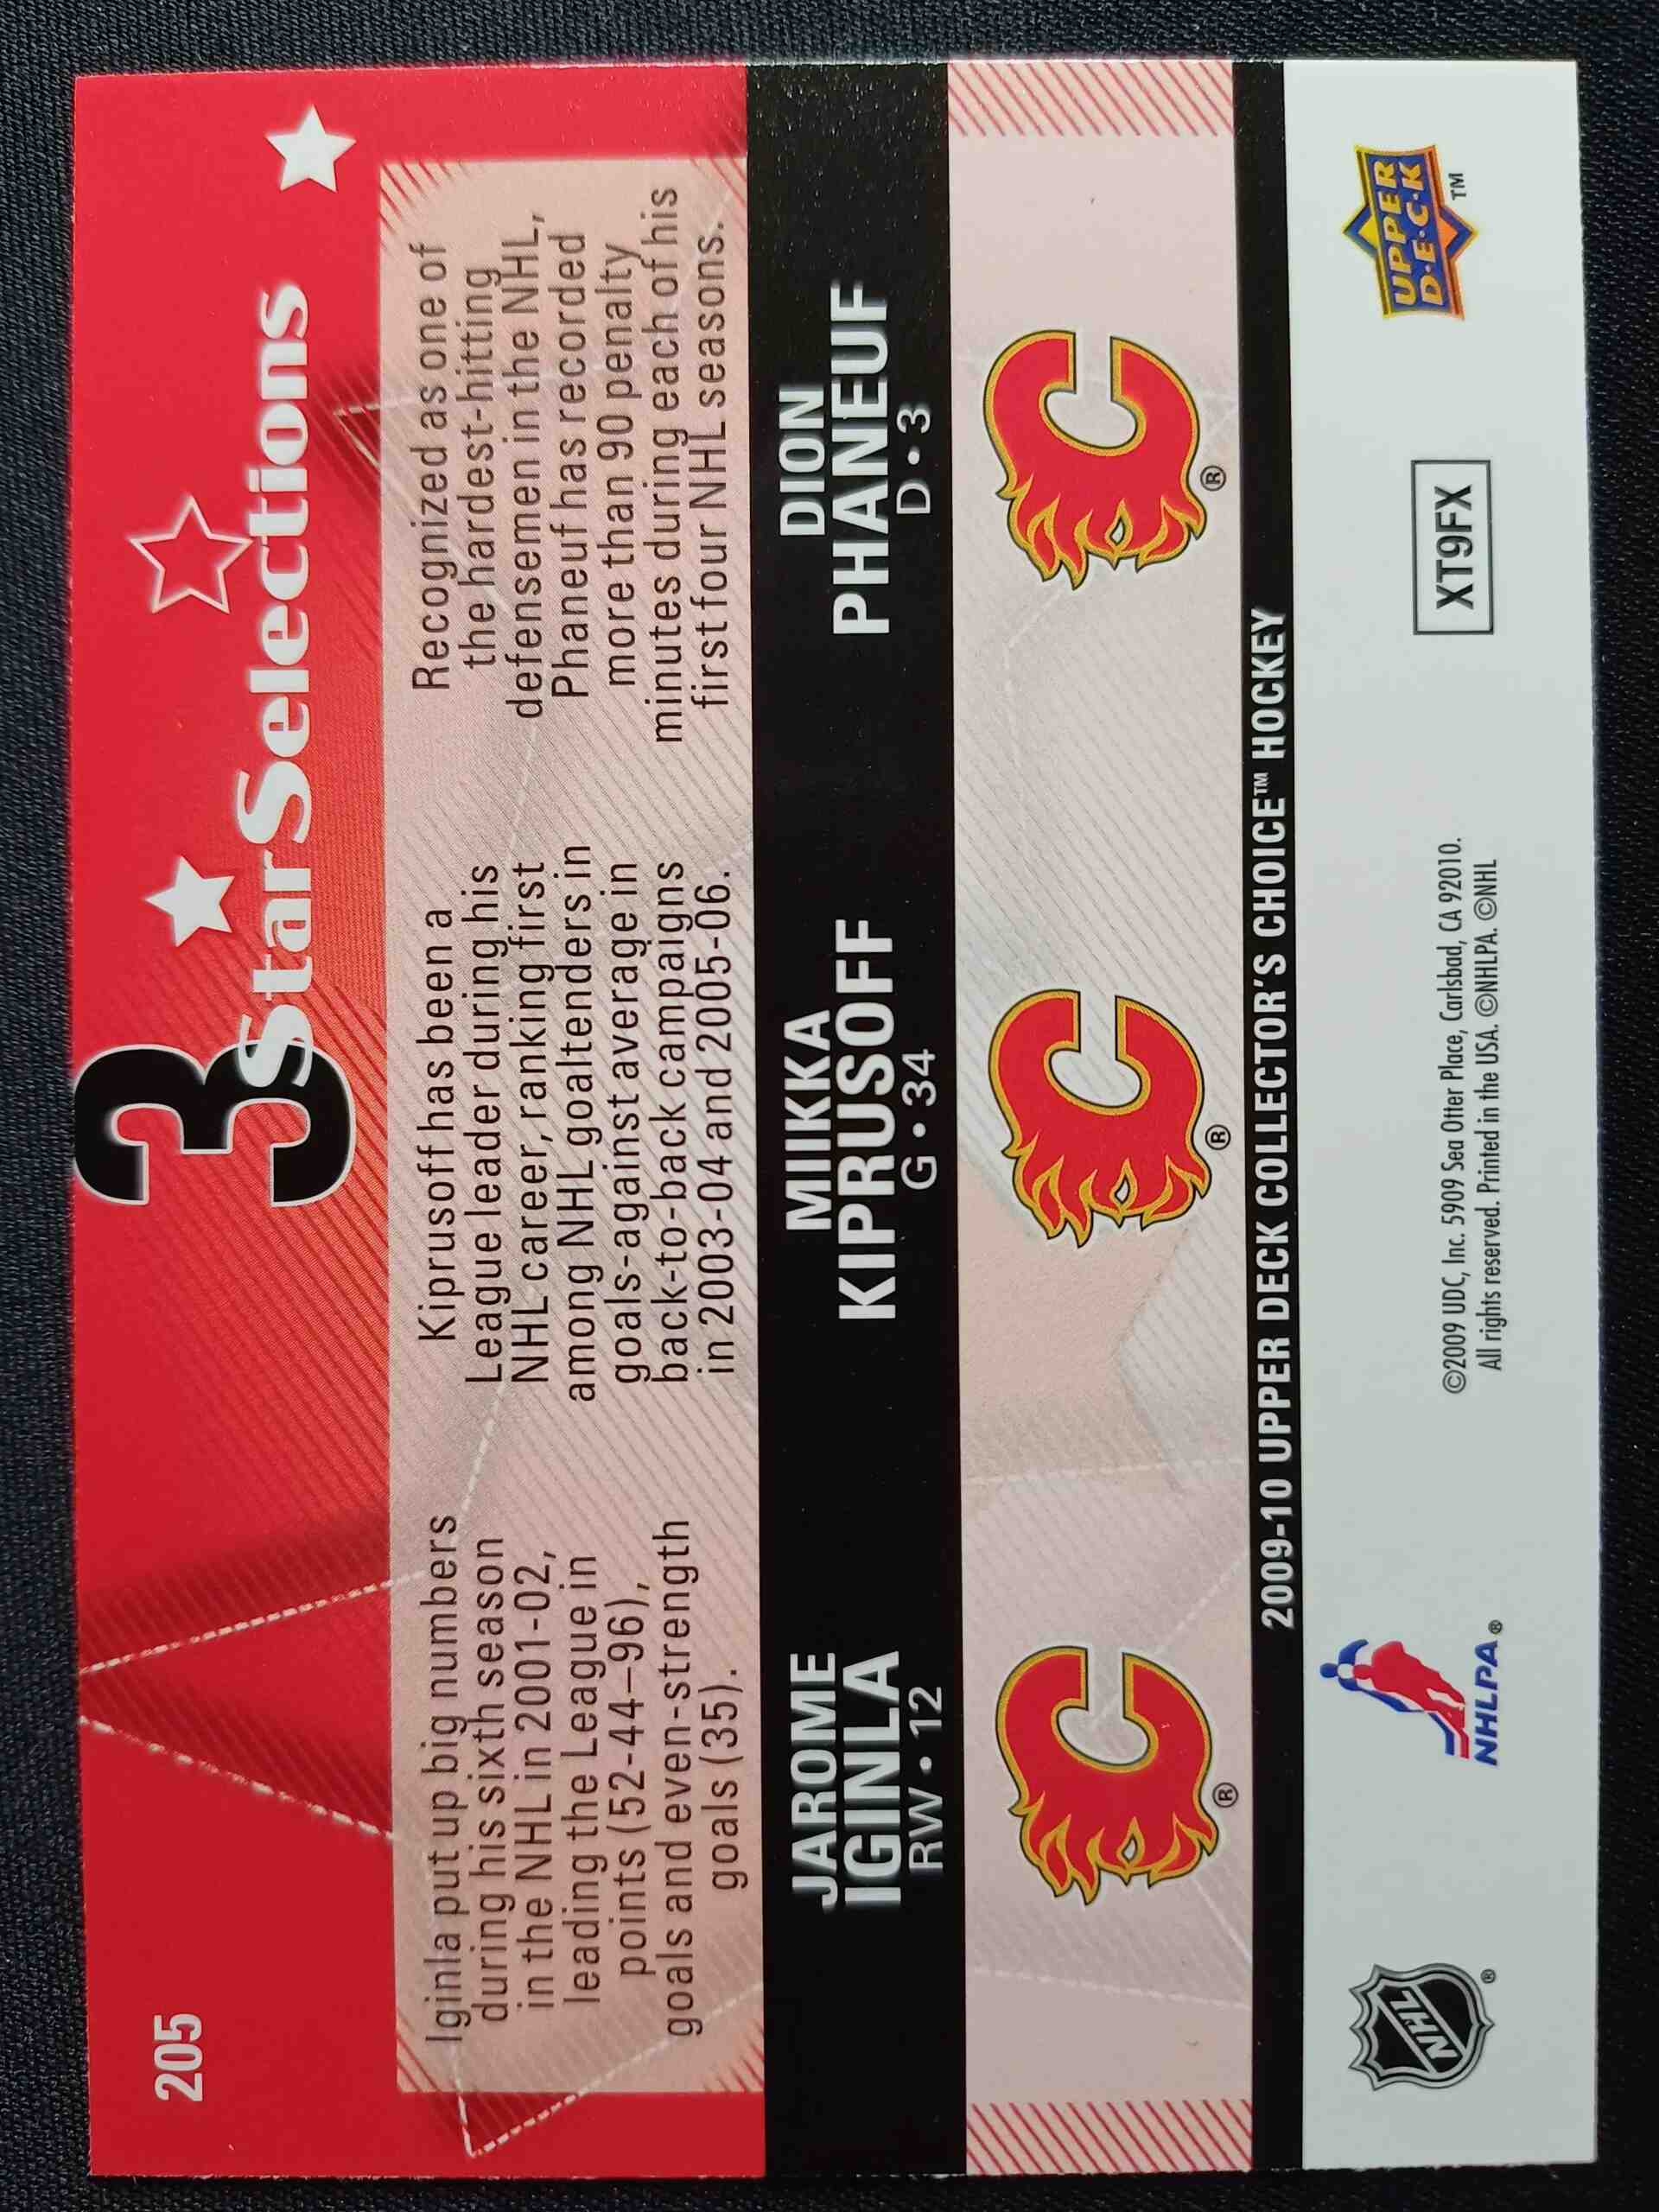 205
3
StarSelections
Iginla put up big numbers
during his sixth season
in the NHL in 2001-02,
leading the League in
points (52-44–96),
goals and even-strength
goals (35).
Kiprusoff has been a
League leader during his
NHL career, ranking first
among NHL goaltenders in
goals-against average in
back-to-back campaigns
in 2003-04 and 2005-06.
Recognized as one of
the hardest-hitting
defensemen in the NHL,
Phaneuf has recorded
more than 90 penalty
minutes during each of his
first four NHL seasons.
JAROME
IGINLA
RW • 12
MIIKKA
KIPRUSOFF
G • 34
DION
PHANEUF
D • 3
C ®
C ®
C ®
2009-10 UPPER DECK COLLECTOR'S CHOICE™ HOCKEY
NHL ®
NHLPA®
©2009 UDC, Inc. 5909 Sea Otter Place, Carlsbad, CA 92010.
All rights reserved. Printed in the USA. ©NHLPA. ©NHL
XT9FX
UPPER
D·E·C·K
TM